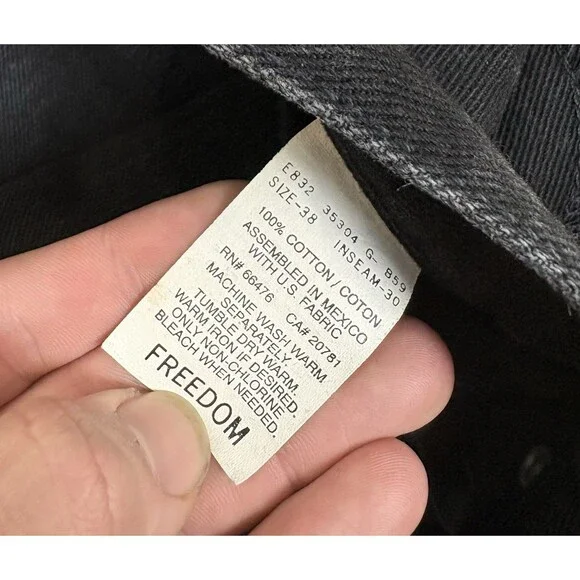 E832 35304 G- B59
SIZE-38 INSEAM-30
100% COTTON / COTON
ASSEMBLED IN MEXICO
WITH U.S. FABRIC
RN# 66476 CA# 20781
MACHINE WASH WARM
SEPARATELY
TUMBLE DRY WARM
WARM IRON IF DESIRED.
ONLY NON-CHLORINE
BLEACH WHEN NEEDED.
FREEDOM